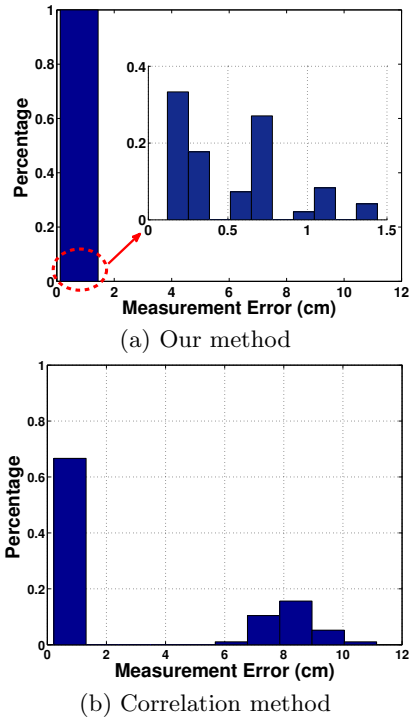 1
0.8
0.6
0.4
0.2
0
Percentage
0.4
0.2
0
0 0.5 1 1.5
0 2 4 6 8 10 12
Measurement Error (cm)
(a) Our method
1
0.8
0.6
0.4
0.2
0
Percentage
0 2 4 6 8 10 12
Measurement Error (cm)
(b) Correlation method